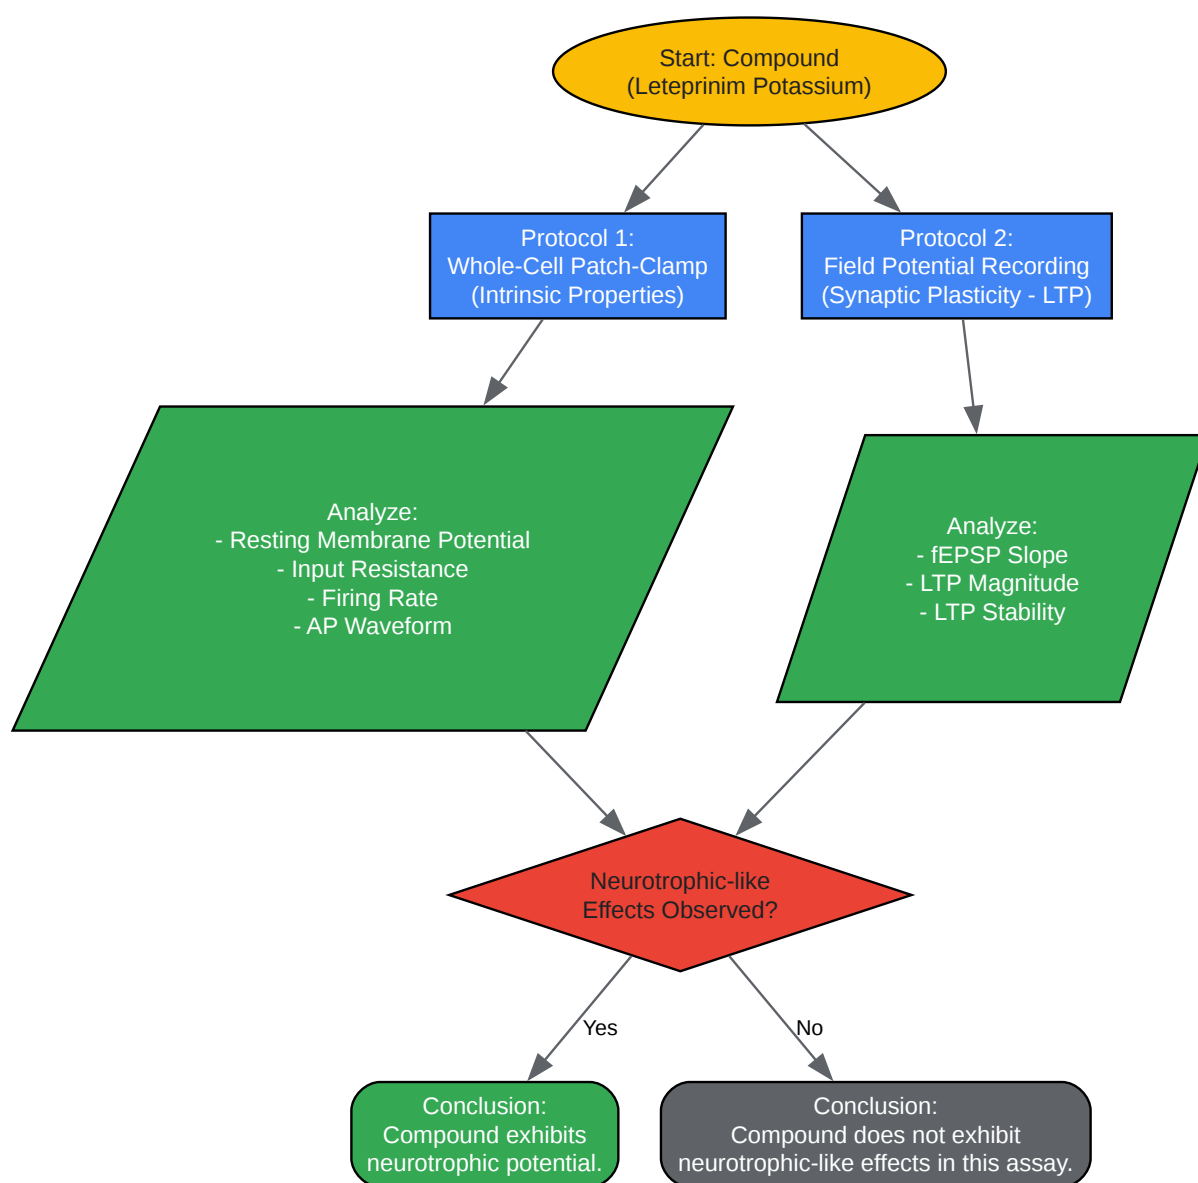 Start: Compound
(Leteprinim Potassium)
Protocol 1:
Whole-Cell Patch-Clamp
(Intrinsic Properties)
Protocol 2:
Field Potential Recording
(Synaptic Plasticity - LTP)
Analyze:
- Resting Membrane Potential
- Input Resistance
- Firing Rate
- AP Waveform
Analyze:
- fEPSP Slope
- LTP Magnitude
- LTP Stability
Neurotrophic-like
Effects Observed?
Yes
No
Conclusion:
Compound exhibits
neurotrophic potential.
Conclusion:
Compound does not exhibit
neurotrophic-like effects in this assay.